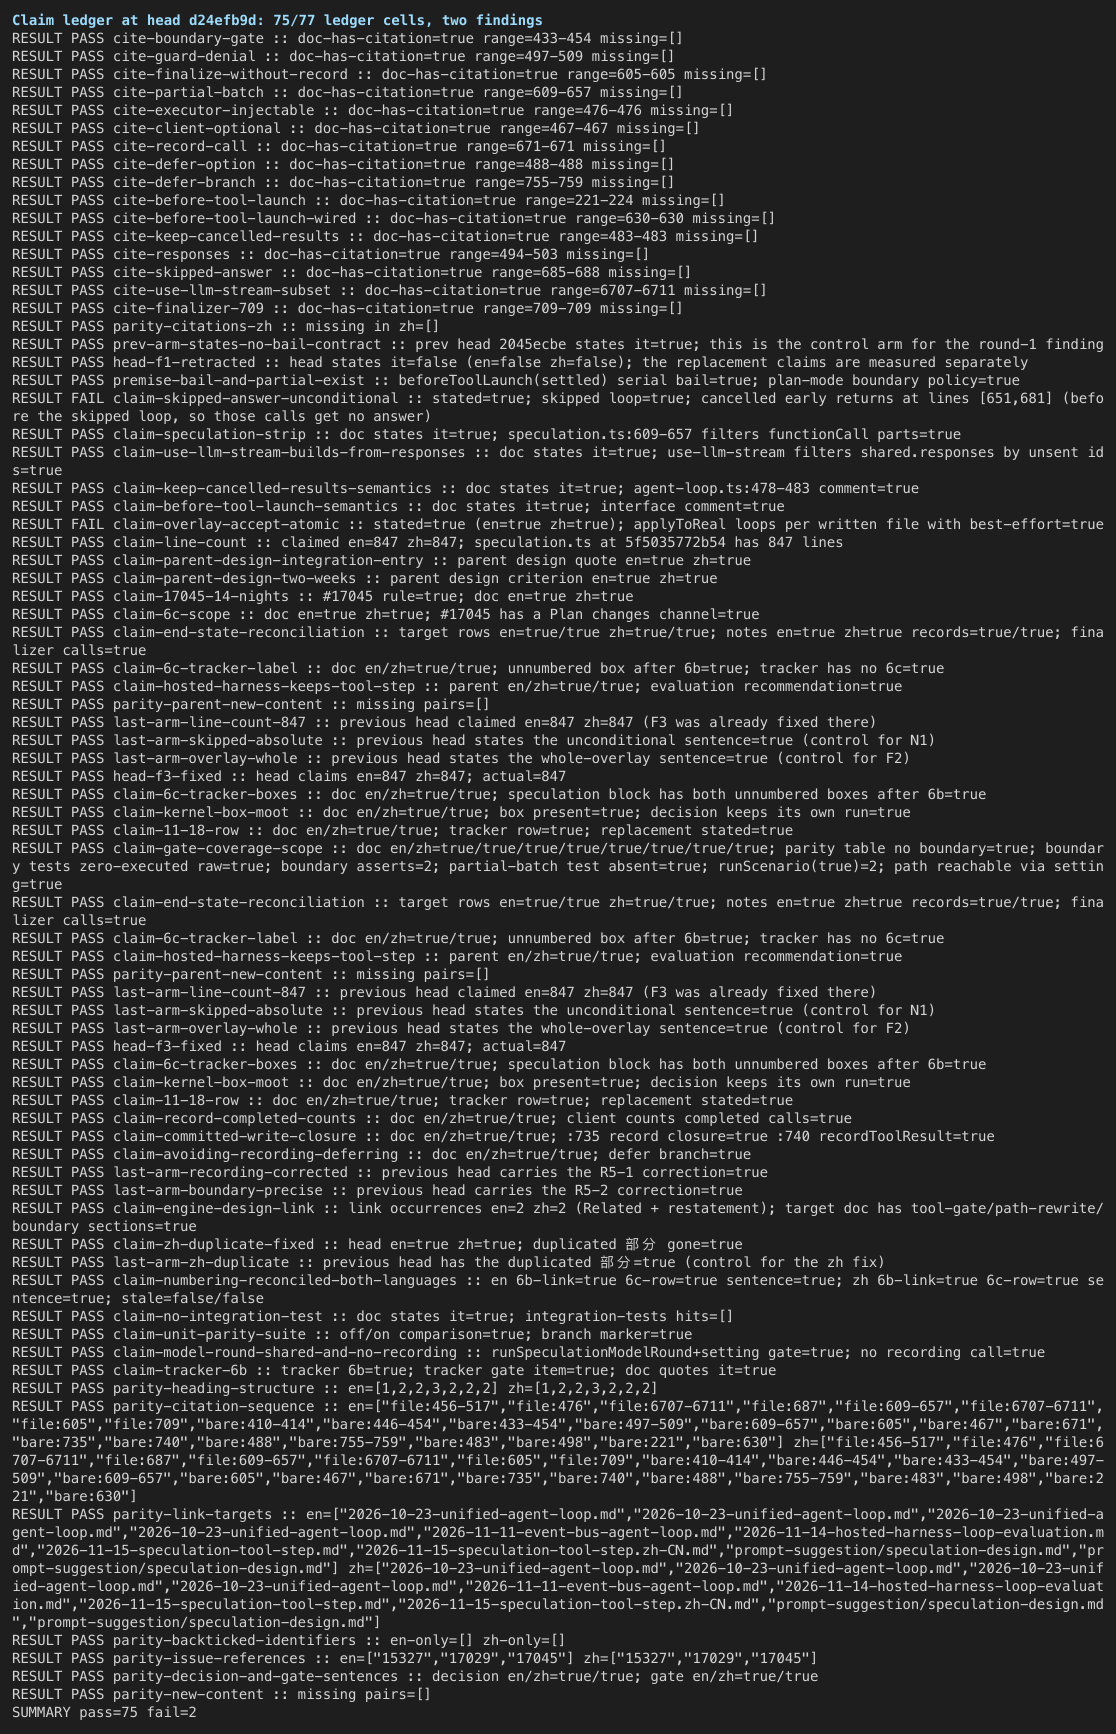 Claim ledger at head d24efb9d: 75/77 ledger cells, two findings
RESULT PASS cite-boundary-gate :: doc-has-citation=true range=433-454 missing=[]
RESULT PASS cite-guard-denial :: doc-has-citation=true range=497-509 missing=[]
RESULT PASS cite-finalize-without-record :: doc-has-citation=true range=605-605 missing=[]
RESULT PASS cite-partial-batch :: doc-has-citation=true range=609-657 missing=[]
RESULT PASS cite-executor-injectable :: doc-has-citation=true range=476-476 missing=[]
RESULT PASS cite-client-optional :: doc-has-citation=true range=467-467 missing=[]
RESULT PASS cite-record-call :: doc-has-citation=true range=671-671 missing=[]
RESULT PASS cite-defer-option :: doc-has-citation=true range=488-488 missing=[]
RESULT PASS cite-defer-branch :: doc-has-citation=true range=755-759 missing=[]
RESULT PASS cite-before-tool-launch :: doc-has-citation=true range=221-224 missing=[]
RESULT PASS cite-before-tool-launch-wired :: doc-has-citation=true range=630-630 missing=[]
RESULT PASS cite-keep-cancelled-results :: doc-has-citation=true range=483-483 missing=[]
RESULT PASS cite-responses :: doc-has-citation=true range=494-503 missing=[]
RESULT PASS cite-skipped-answer :: doc-has-citation=true range=685-688 missing=[]
RESULT PASS cite-use-llm-stream-subset :: doc-has-citation=true range=6707-6711 missing=[]
RESULT PASS cite-finalizer-709 :: doc-has-citation=true range=709-709 missing=[]
RESULT PASS parity-citations-zh :: missing in zh=[]
RESULT PASS prev-arm-states-no-bail-contract :: prev head 2045ecbe states it=true; this is the control arm for the round-1 finding
RESULT PASS head-f1-retracted :: head states it=false (en=false zh=false); the replacement claims are measured separately
RESULT PASS premise-bail-and-partial-exist :: beforeToolLaunch(settled) serial bail=true; plan-mode boundary policy=true
RESULT FAIL claim-skipped-answer-unconditional :: stated=true; skipped loop=true; cancelled early returns at lines [651,681] (befo
re the skipped loop, so those calls get no answer)
RESULT PASS claim-speculation-strip :: doc states it=true; speculation.ts:609-657 filters functionCall parts=true
RESULT PASS claim-use-llm-stream-builds-from-responses :: doc states it=true; use-llm-stream filters shared.responses by unsent id
s=true
RESULT PASS claim-keep-cancelled-results-semantics :: doc states it=true; agent-loop.ts:478-483 comment=true
RESULT PASS claim-before-tool-launch-semantics :: doc states it=true; interface comment=true
RESULT FAIL claim-overlay-accept-atomic :: stated=true (en=true zh=true); applyToReal loops per written file with best-effort=true
RESULT PASS claim-line-count :: claimed en=847 zh=847; speculation.ts at 5f5035772b54 has 847 lines
RESULT PASS claim-parent-design-integration-entry :: parent design quote en=true zh=true
RESULT PASS claim-parent-design-two-weeks :: parent design criterion en=true zh=true
RESULT PASS claim-17045-14-nights :: #17045 rule=true; doc en=true zh=true
RESULT PASS claim-6c-scope :: doc en=true zh=true; #17045 has a Plan changes channel=true
RESULT PASS claim-end-state-reconciliation :: target rows en=true/true zh=true/true; notes en=true zh=true records=true/true; fina
lizer calls=true
RESULT PASS claim-6c-tracker-label :: doc en/zh=true/true; unnumbered box after 6b=true; tracker has no 6c=true
RESULT PASS claim-hosted-harness-keeps-tool-step :: parent en/zh=true/true; evaluation recommendation=true
RESULT PASS parity-parent-new-content :: missing pairs=[]
RESULT PASS last-arm-line-count-847 :: previous head claimed en=847 zh=847 (F3 was already fixed there)
RESULT PASS last-arm-skipped-absolute :: previous head states the unconditional sentence=true (control for N1)
RESULT PASS last-arm-overlay-whole :: previous head states the whole-overlay sentence=true (control for F2)
RESULT PASS head-f3-fixed :: head claims en=847 zh=847; actual=847
RESULT PASS claim-6c-tracker-boxes :: doc en/zh=true/true; speculation block has both unnumbered boxes after 6b=true
RESULT PASS claim-kernel-box-moot :: doc en/zh=true/true; box present=true; decision keeps its own run=true
RESULT PASS claim-11-18-row :: doc en/zh=true/true; tracker row=true; replacement stated=true
RESULT PASS claim-gate-coverage-scope :: doc en/zh=true/true/true/true/true/true/true/true; parity table no boundary=true; boundar
y tests zero-executed raw=true; boundary asserts=2; partial-batch test absent=true; runScenario(true)=2; path reachable via settin
g=true
RESULT PASS claim-end-state-reconciliation :: target rows en=true/true zh=true/true; notes en=true zh=true records=true/true; fina
lizer calls=true
RESULT PASS claim-6c-tracker-label :: doc en/zh=true/true; unnumbered box after 6b=true; tracker has no 6c=true
RESULT PASS claim-hosted-harness-keeps-tool-step :: parent en/zh=true/true; evaluation recommendation=true
RESULT PASS parity-parent-new-content :: missing pairs=[]
RESULT PASS last-arm-line-count-847 :: previous head claimed en=847 zh=847 (F3 was already fixed there)
RESULT PASS last-arm-skipped-absolute :: previous head states the unconditional sentence=true (control for N1)
RESULT PASS last-arm-overlay-whole :: previous head states the whole-overlay sentence=true (control for F2)
RESULT PASS head-f3-fixed :: head claims en=847 zh=847; actual=847
RESULT PASS claim-6c-tracker-boxes :: doc en/zh=true/true; speculation block has both unnumbered boxes after 6b=true
RESULT PASS claim-kernel-box-moot :: doc en/zh=true/true; box present=true; decision keeps its own run=true
RESULT PASS claim-11-18-row :: doc en/zh=true/true; tracker row=true; replacement stated=true
RESULT PASS claim-record-completed-counts :: doc en/zh=true/true; client counts completed calls=true
RESULT PASS claim-committed-write-closure :: doc en/zh=true/true; :735 record closure=true :740 recordToolResult=true
RESULT PASS claim-avoiding-recording-deferring :: doc en/zh=true/true; defer branch=true
RESULT PASS last-arm-recording-corrected :: previous head carries the R5-1 correction=true
RESULT PASS last-arm-boundary-precise :: previous head carries the R5-2 correction=true
RESULT PASS claim-engine-design-link :: link occurrences en=2 zh=2 (Related + restatement); target doc has tool-gate/path-rewrite/
boundary sections=true
RESULT PASS claim-zh-duplicate-fixed :: head en=true zh=true; duplicated 部分 gone=true
RESULT PASS last-arm-zh-duplicate :: previous head has the duplicated 部分=true (control for the zh fix)
RESULT PASS claim-numbering-reconciled-both-languages :: en 6b-link=true 6c-row=true sentence=true; zh 6b-link=true 6c-row=true se
ntence=true; stale=false/false
RESULT PASS claim-no-integration-test :: doc states it=true; integration-tests hits=[]
RESULT PASS claim-unit-parity-suite :: off/on comparison=true; branch marker=true
RESULT PASS claim-model-round-shared-and-no-recording :: runSpeculationModelRound+setting gate=true; no recording call=true
RESULT PASS claim-tracker-6b :: tracker 6b=true; tracker gate item=true; doc quotes it=true
RESULT PASS parity-heading-structure :: en=[1,2,2,3,2,2,2] zh=[1,2,2,3,2,2,2]
RESULT PASS parity-citation-sequence :: en=["file:456-517","file:476","file:6707-6711","file:687","file:609-657","file:6707-6711",
"file:605","file:709","bare:410-414","bare:446-454","bare:433-454","bare:497-509","bare:609-657","bare:605","bare:467","bare:671",
"bare:735","bare:740","bare:488","bare:755-759","bare:483","bare:498","bare:221","bare:630"] zh=["file:456-517","file:476","file:6
707-6711","file:687","file:609-657","file:6707-6711","file:605","file:709","bare:410-414","bare:446-454","bare:433-454","bare:497-
509","bare:609-657","bare:605","bare:467","bare:671","bare:735","bare:740","bare:488","bare:755-759","bare:483","bare:498","bare:2
21","bare:630"]
RESULT PASS parity-link-targets :: en=["2026-10-23-unified-agent-loop.md","2026-10-23-unified-agent-loop.md","2026-10-23-unified-a
gent-loop.md","2026-10-23-unified-agent-loop.md","2026-11-11-event-bus-agent-loop.md","2026-11-14-hosted-harness-loop-evaluation.m
d","2026-11-15-speculation-tool-step.md","2026-11-15-speculation-tool-step.zh-CN.md","prompt-suggestion/speculation-design.md","pr
ompt-suggestion/speculation-design.md"] zh=["2026-10-23-unified-agent-loop.md","2026-10-23-unified-agent-loop.md","2026-10-23-unif
ied-agent-loop.md","2026-10-23-unified-agent-loop.md","2026-11-11-event-bus-agent-loop.md","2026-11-14-hosted-harness-loop-evaluat
ion.md","2026-11-15-speculation-tool-step.md","2026-11-15-speculation-tool-step.zh-CN.md","prompt-suggestion/speculation-design.md
","prompt-suggestion/speculation-design.md"]
RESULT PASS parity-backticked-identifiers :: en-only=[] zh-only=[]
RESULT PASS parity-issue-references :: en=["15327","17029","17045"] zh=["15327","17029","17045"]
RESULT PASS parity-decision-and-gate-sentences :: decision en/zh=true/true; gate en/zh=true/true
RESULT PASS parity-new-content :: missing pairs=[]
SUMMARY pass=75 fail=2